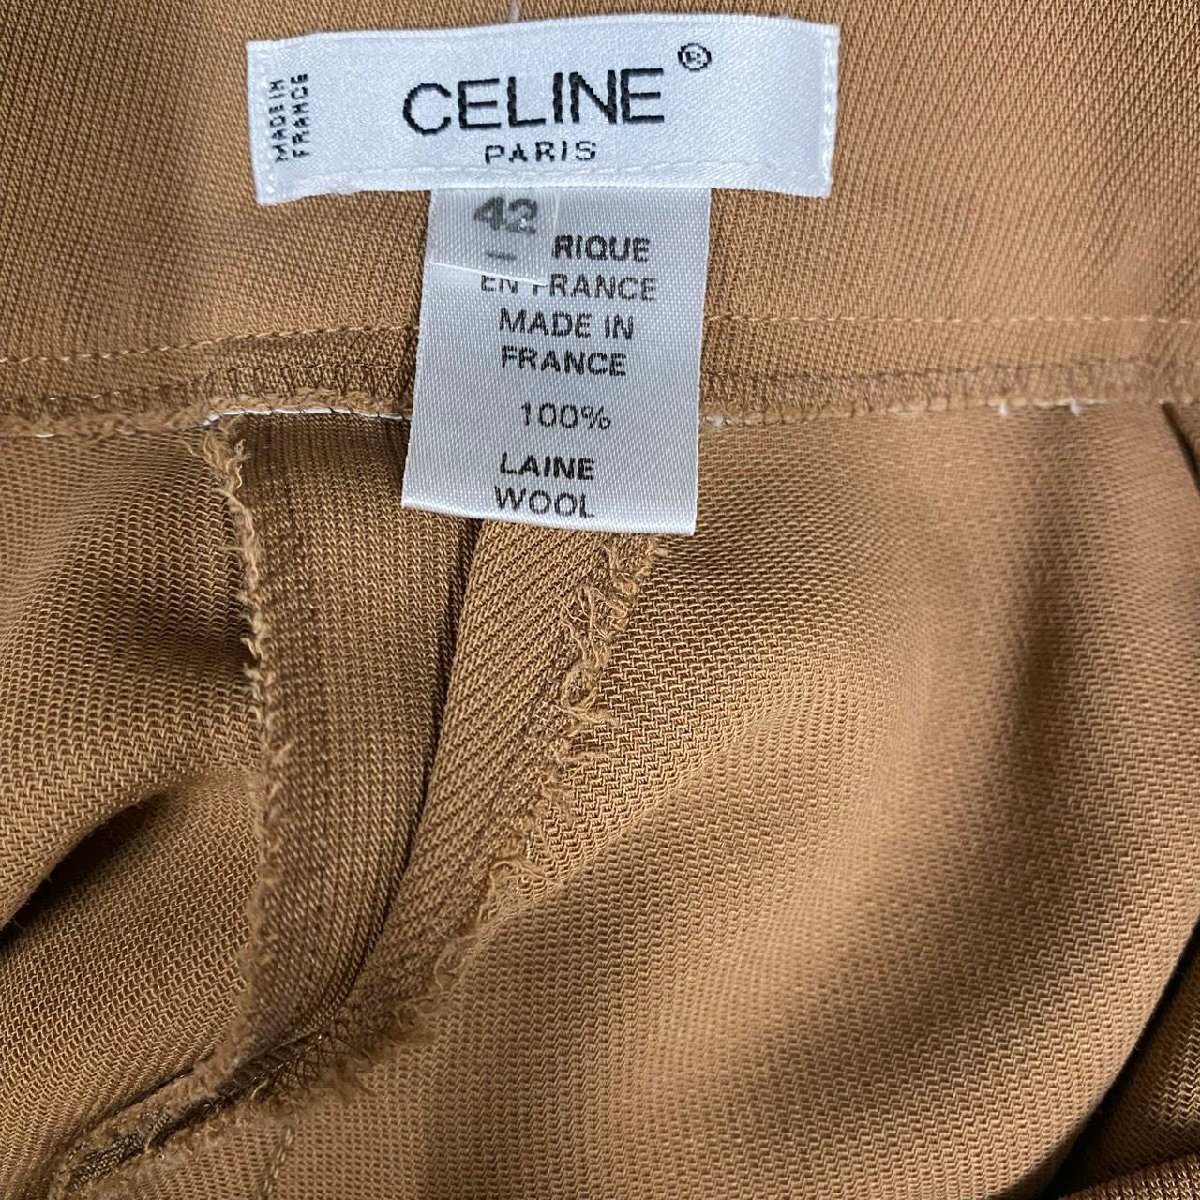 MADE IN
FRANCE
CELINE ®
PARIS
42
RIQUE
EN FRANCE
MADE IN
FRANCE
100%
LAINE
WOOL